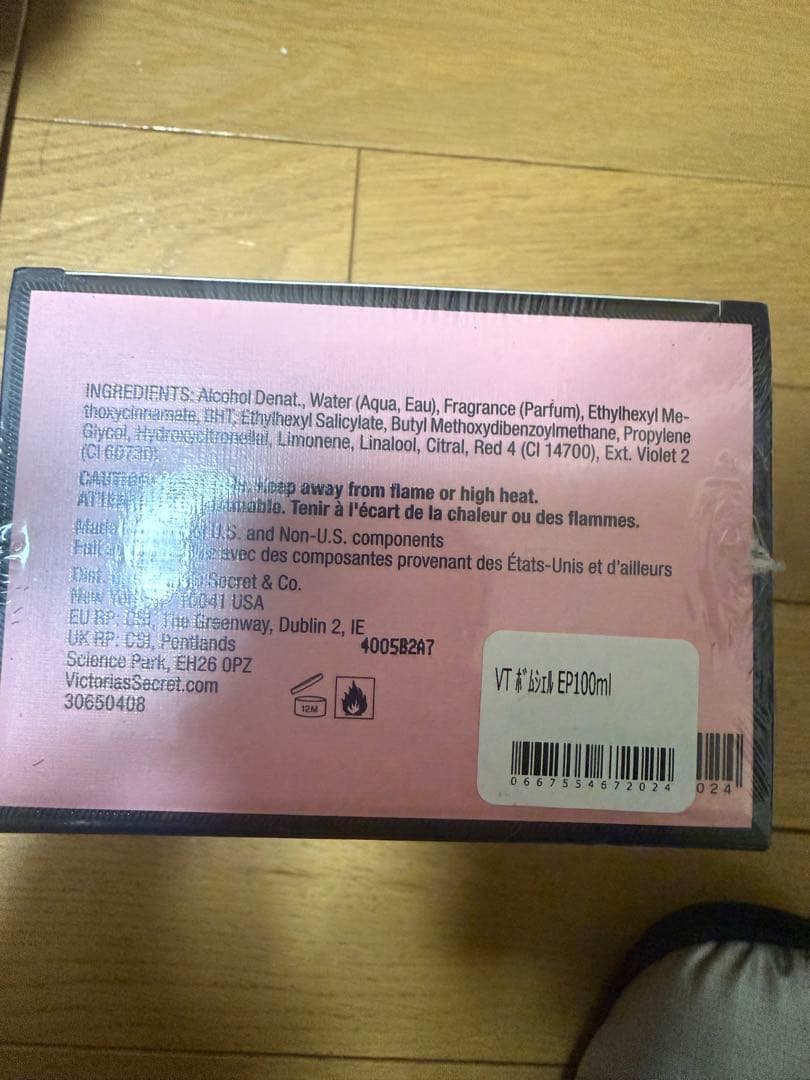 INGREDIENTS: Alcohol Denat., Water (Aqua, Eau), Fragrance (Parfum), Ethylhexyl Me-
thoxycinnamate, BHT, Ethylhexyl Salicylate, Butyl Methoxydibenzoylmethane, Propylene
Glycol, Hydroxycitronellal, Limonene, Linalool, Citral, Red 4 (CI 14700), Ext. Violet 2
(CI 60730).
Keep away from flame or high heat.
Tenir à l'écart de la chaleur ou des flammes.
Made U.S. and Non-U.S. components
avec des composantes provenant des États-Unis et d'ailleurs
Dist. Secret & Co.
New 10041 USA
EU RP: CSI, The Greenway, Dublin 2, IE
UK RP: CSI, Pentlands
4005B2A7
Science Park, EH26 0PZ
VictoriasSecret.com
30650408
12M
VT ﾎﾞﾑｼｪﾙ EP100ml
0667554672024
024